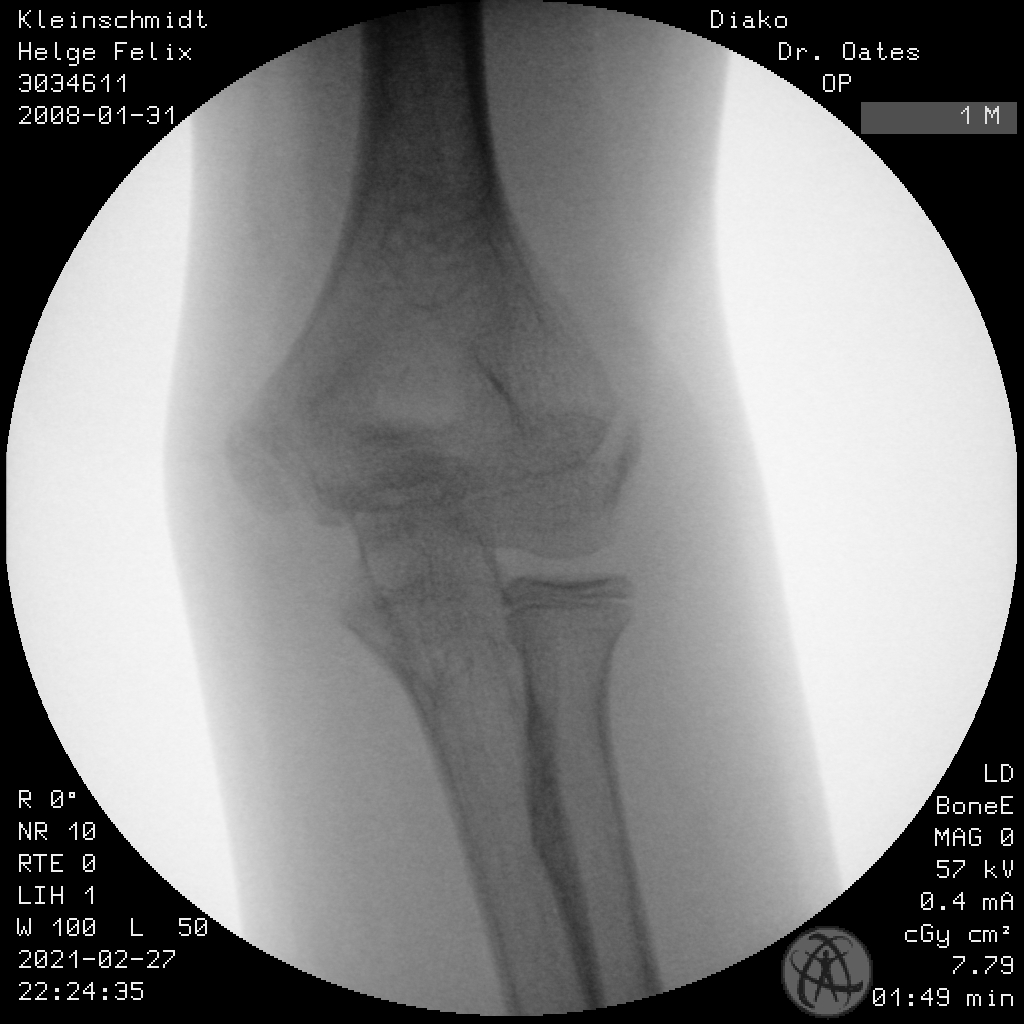 Kleinschmidt
Helge Felix
3034611
2008-01-31
Diako
Dr. Oates
OP
1 M
R 0°
NR 10
RTE 0
LIH 1
W 100 L 50
2021-02-27
22:24:35
LD
BoneE
MAG 0
57 kV
0.4 mA
cGy cm²
7.79
01:49 min